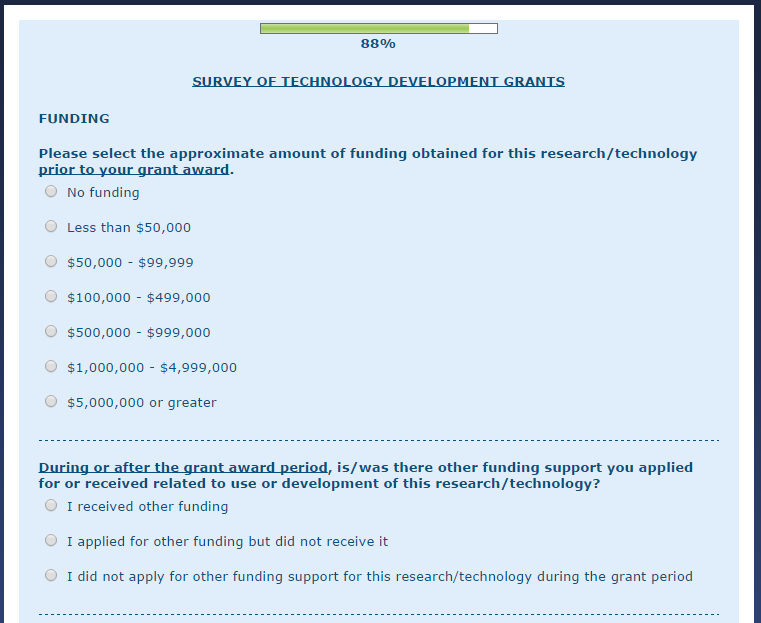 88%
SURVEY OF TECHNOLOGY DEVELOPMENT GRANTS
FUNDING
Please select the approximate amount of funding obtained for this research/technology
prior to your grant award.
No funding
Less than $50,000
$50,000 - $99,999
$100,000 - $499,000
$500,000 - $999,000
$1,000,000 - $4,999,000
$5,000,000 or greater
During or after the grant award period, is/was there other funding support you applied
for or received related to use or development of this research/technology?
I received other funding
I applied for other funding but did not receive it
I did not apply for other funding support for this research/technology during the grant period